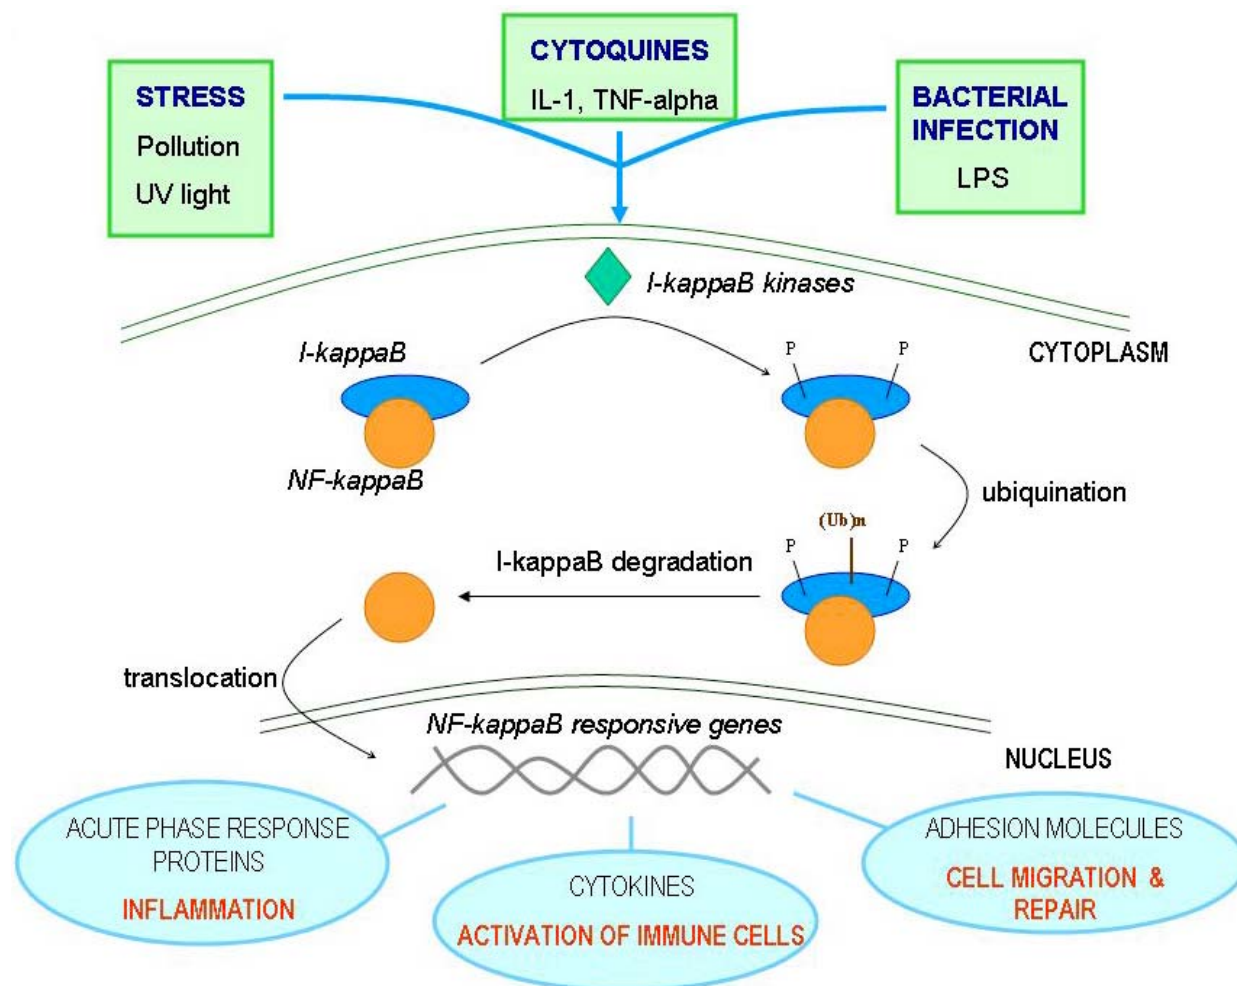 STRESS
Pollution
UV light
CYTOQUINES
IL-1, TNF-alpha
BACTERIAL
INFECTION
LPS
I-kappaB kinases
CYTOPLASM
I-kappaB
NF-kappaB
P
P
ubiquination
(Ub)n
P
P
I-kappaB degradation
translocation
NF-kappaB responsive genes
NUCLEUS
ACUTE PHASE RESPONSE
PROTEINS
INFLAMMATION
CYTOKINES
ACTIVATION OF IMMUNE CELLS
ADHESION MOLECULES
CELL MIGRATION &
REPAIR